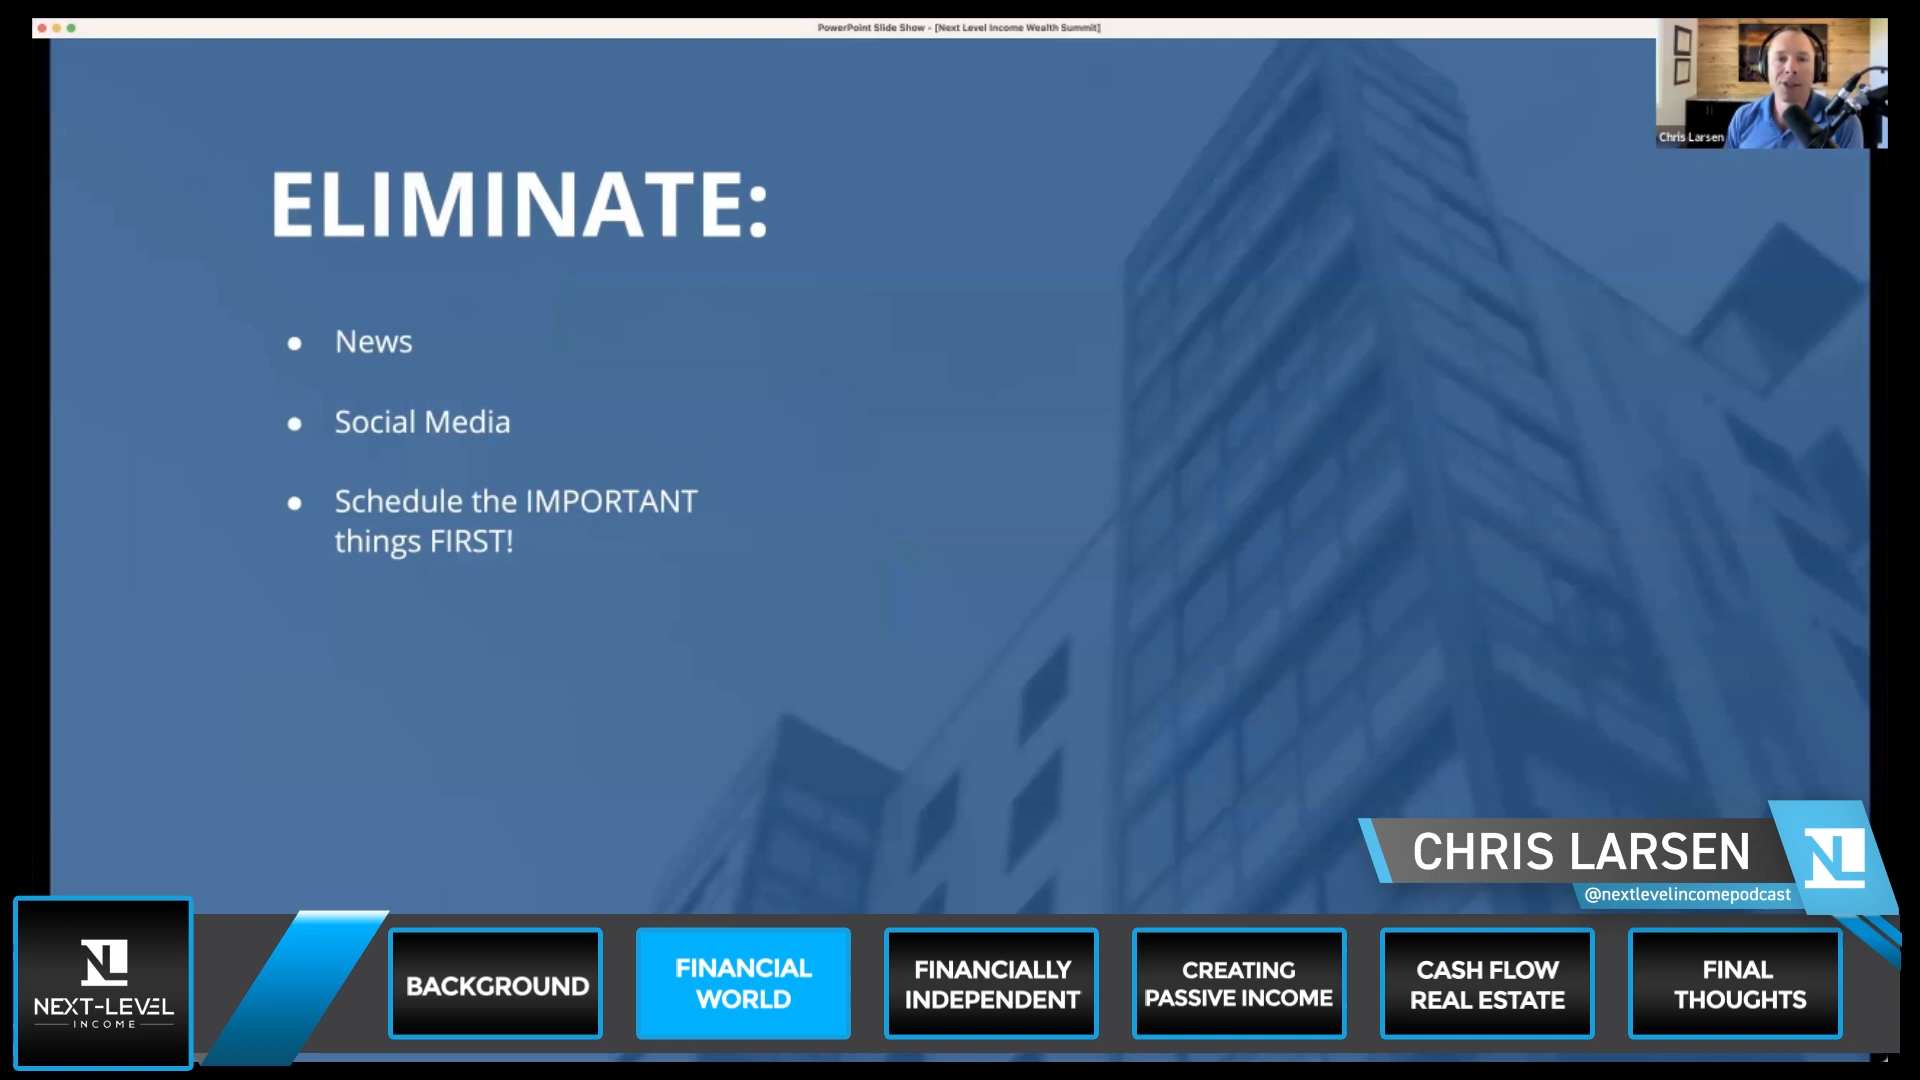 PowerPoint Slide Show - [Next Level Income Wealth Summit]
Chris Larsen
ELIMINATE:
● News
● Social Media
● Schedule the IMPORTANT
things FIRST!
CHRIS LARSEN
NL
@nextlevelincomepodcast
NL
NEXT-LEVEL
INCOME
BACKGROUND
FINANCIAL
WORLD
FINANCIALLY
INDEPENDENT
CREATING
PASSIVE INCOME
CASH FLOW
REAL ESTATE
FINAL
THOUGHTS